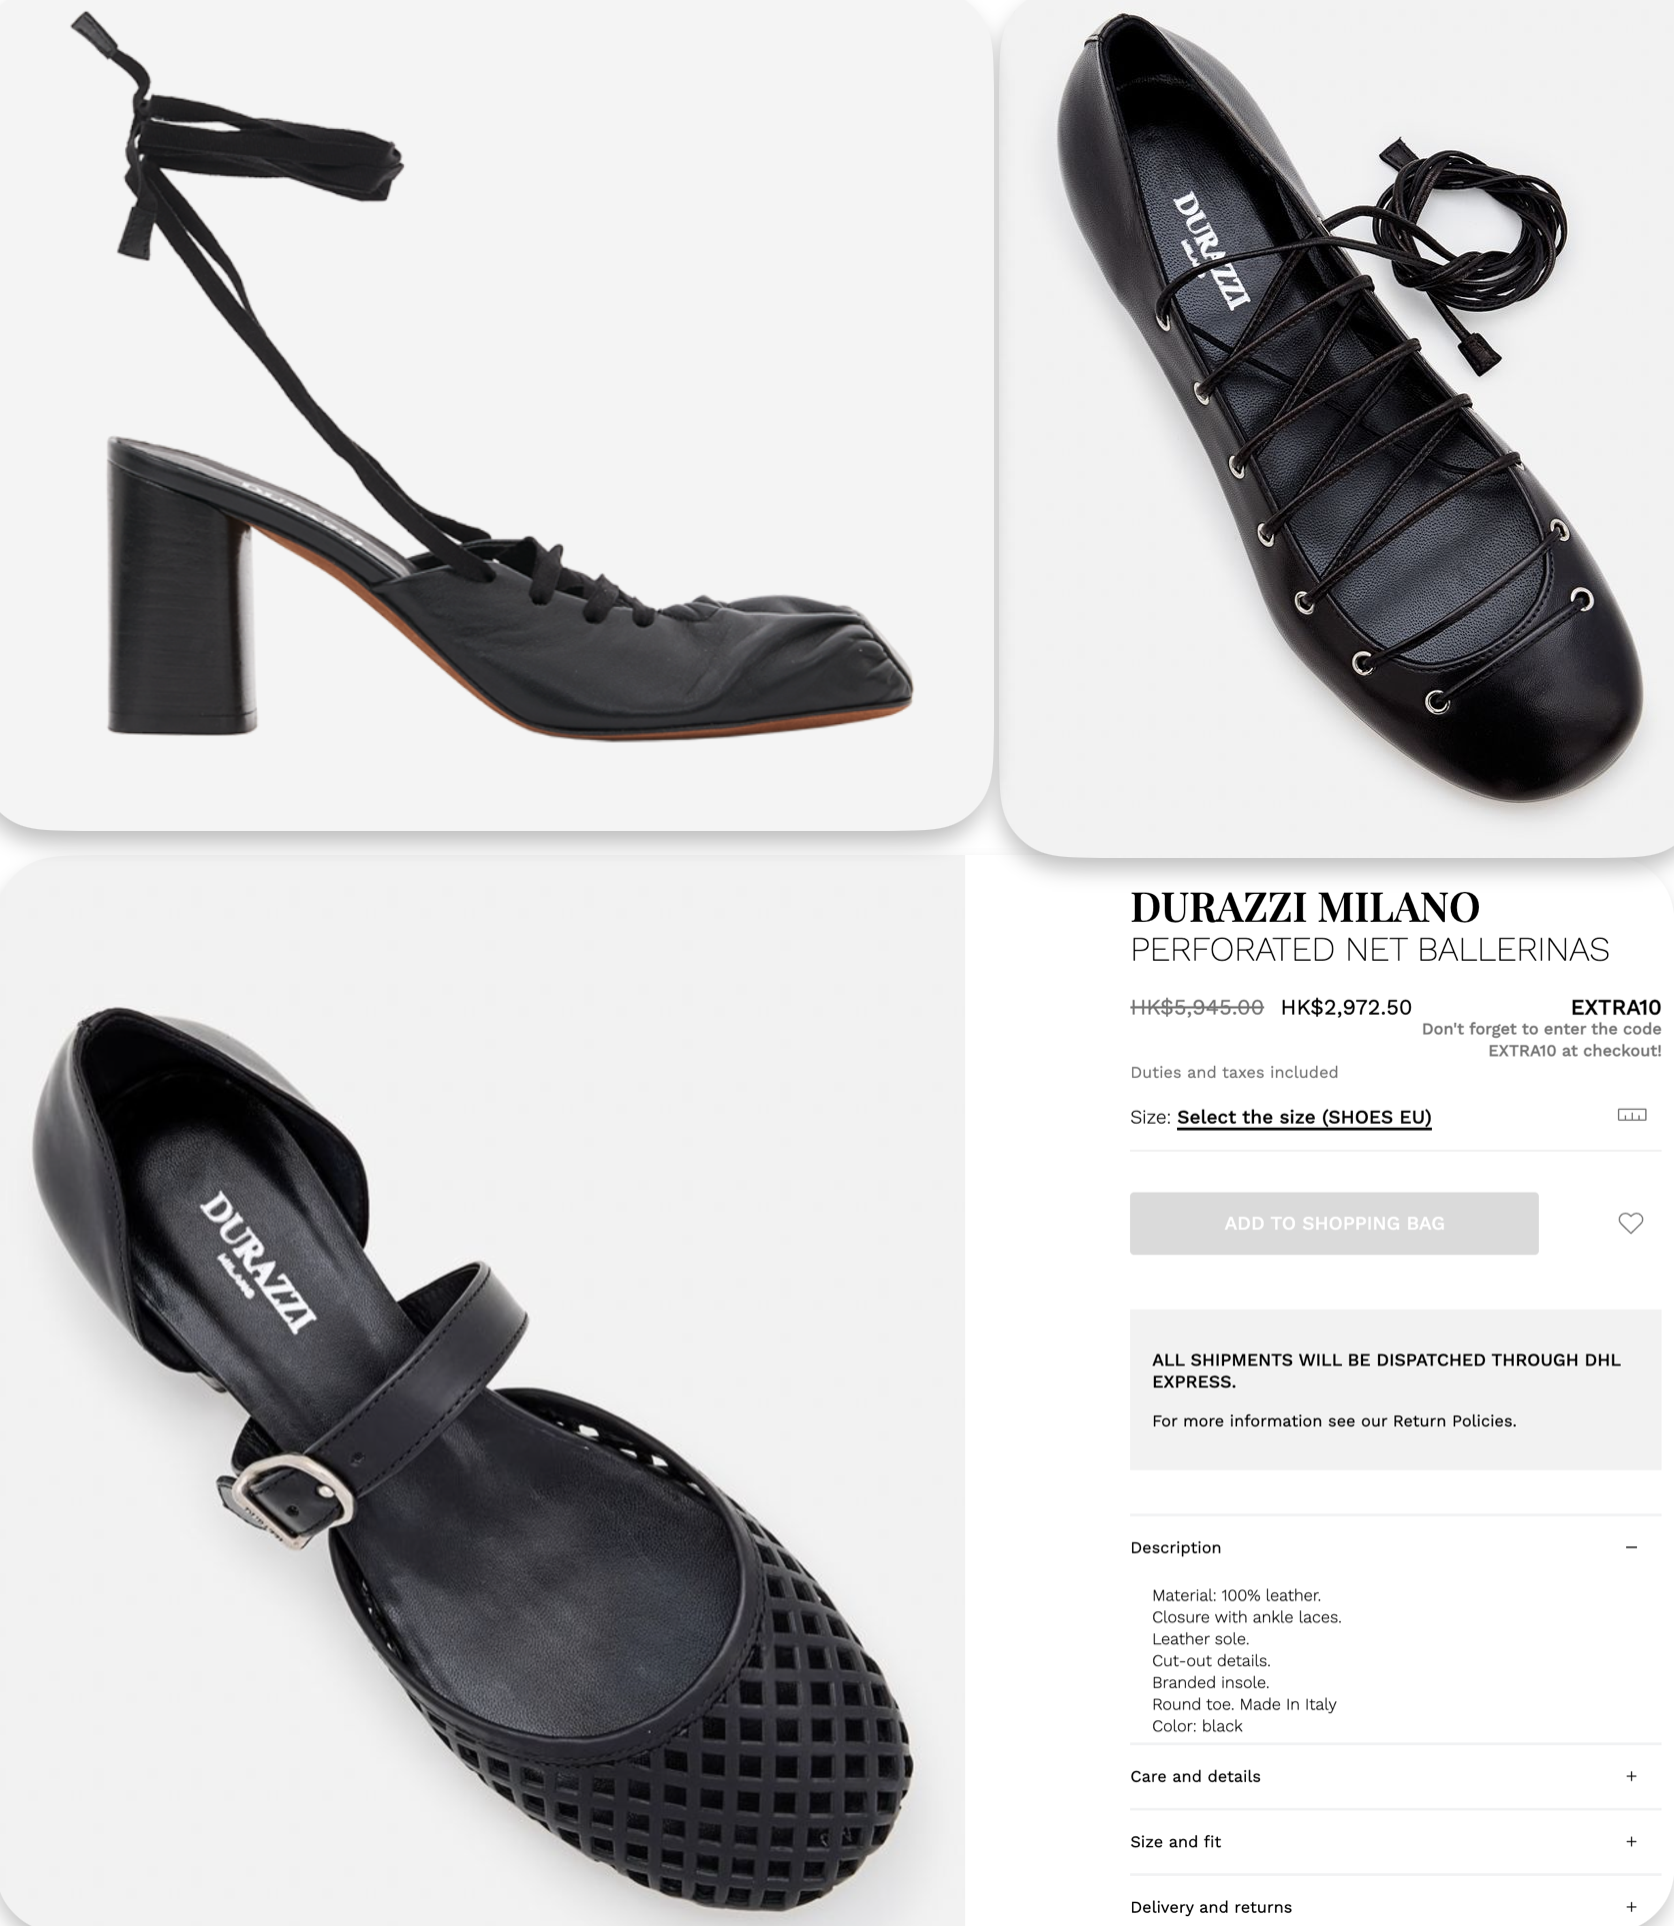 DURAZZI
DURAZZI
MILANO
DURAZZI MILANO
PERFORATED NET BALLERINAS
HK$5,945.00 HK$2,972.50 EXTRA10
Don't forget to enter the code
EXTRA10 at checkout!
Duties and taxes included
Size: Select the size (SHOES EU)
ADD TO SHOPPING BAG
ALL SHIPMENTS WILL BE DISPATCHED THROUGH DHL
EXPRESS.
For more information see our Return Policies.
Description
Material: 100% leather.
Closure with ankle laces.
Leather sole.
Cut-out details.
Branded insole.
Round toe. Made In Italy
Color: black
Care and details
Size and fit
Delivery and returns